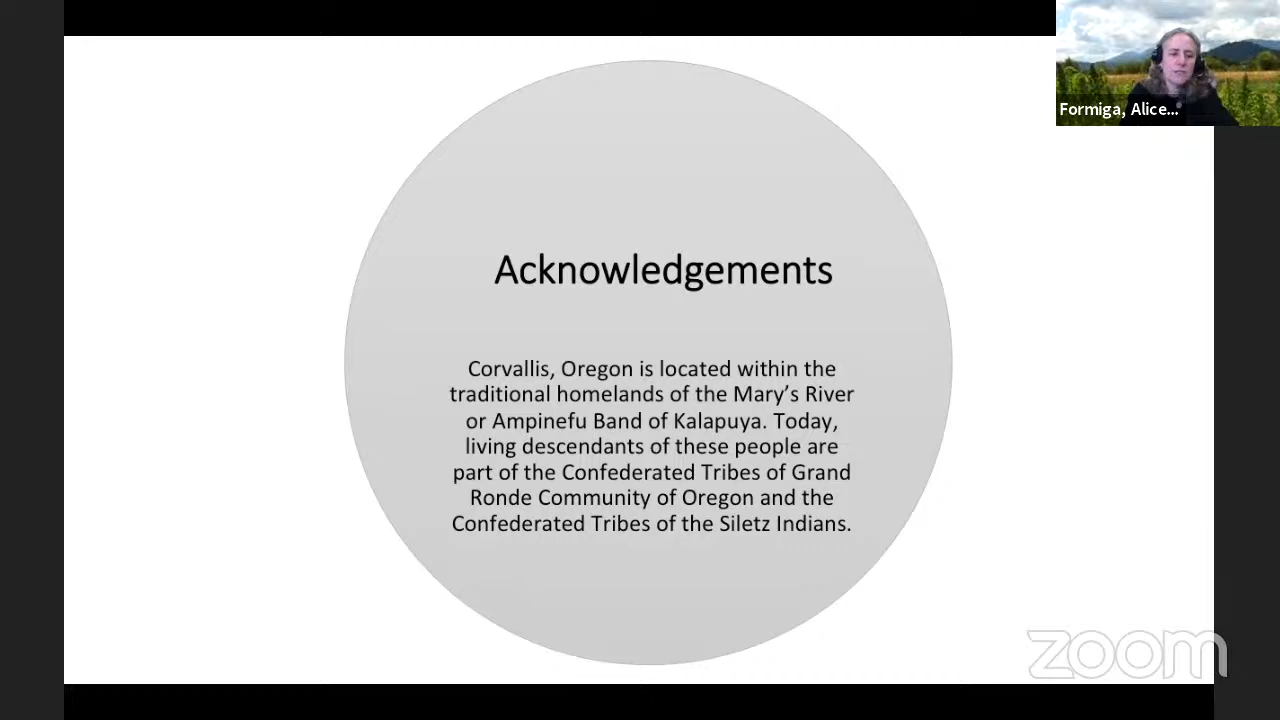 Formiga, Alice...
Acknowledgements
Corvallis, Oregon is located within the
traditional homelands of the Mary’s River
or Ampinefu Band of Kalapuya. Today,
living descendants of these people are
part of the Confederated Tribes of Grand
Ronde Community of Oregon and the
Confederated Tribes of the Siletz Indians.
zoom